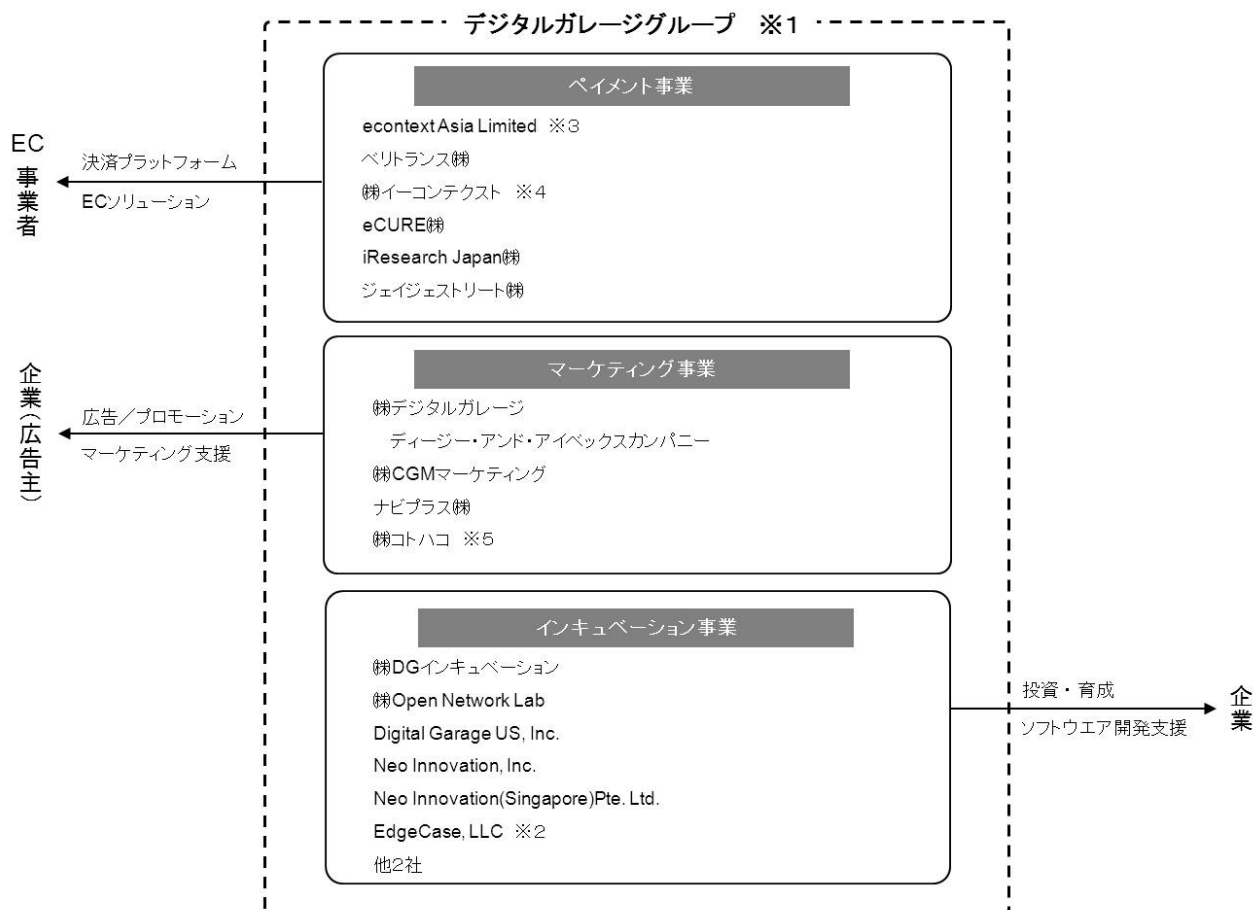 デジタルガレージグループ　※１
ペイメント事業
econtext Asia Limited ※３
ベリトランス㈱
㈱イーコンテクスト　※４
eCURE㈱
iResearch Japan㈱
ジェイジェストリート㈱
EC事業者
決済プラットフォーム
ECソリューション
マーケティング事業
㈱デジタルガレージ
ディージー・アンド・アイベックスカンパニー
㈱CGMマーケティング
ナビプラス㈱
㈱コトハコ　※５
企業（広告主）
広告／プロモーション
マーケティング支援
インキュベーション事業
㈱DGインキュベーション
㈱Open Network Lab
Digital Garage US, Inc.
Neo Innovation, Inc.
Neo Innovation(Singapore)Pte. Ltd.
EdgeCase, LLC ※２
他2社
投資・育成
ソフトウエア開発支援
企業